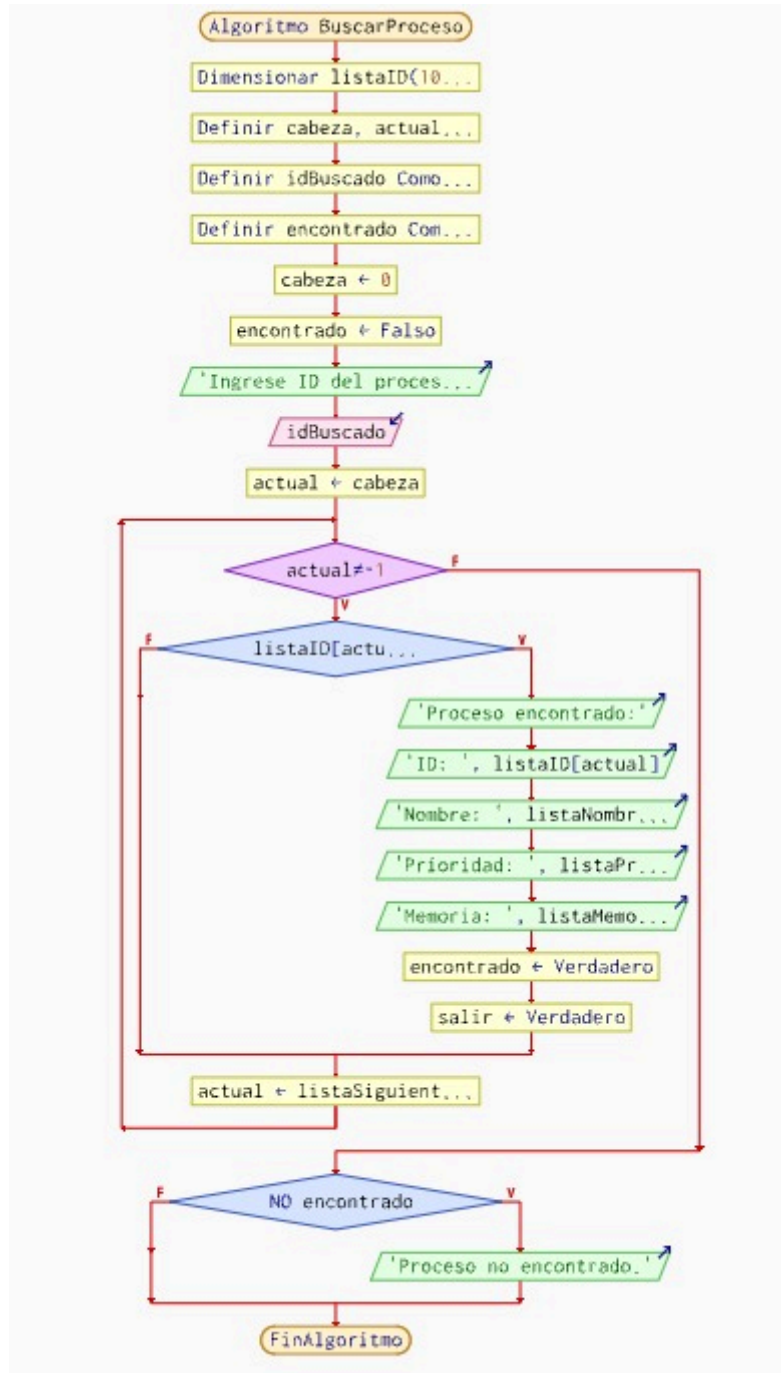 Algoritmo BuscarProceso
Dimensionar listaID(10...
Definir cabeza, actual...
Definir idBuscado Como...
Definir encontrado Com...
cabeza ← 0
encontrado ← Falso
'Ingrese ID del proces...
idBuscado
actual ← cabeza
actual≠-1
F
V
listaID[actu...
F
V
'Proceso encontrado:'
'ID: ', listaID[actual]
'Nombre: ', listaNombr...
'Prioridad: ', listaPr...
'Memoria: ', listaMemo...
encontrado ← Verdadero
salir ← Verdadero
actual ← listaSiguient...
NO encontrado
F
V
'Proceso no encontrado.'
FinAlgoritmo